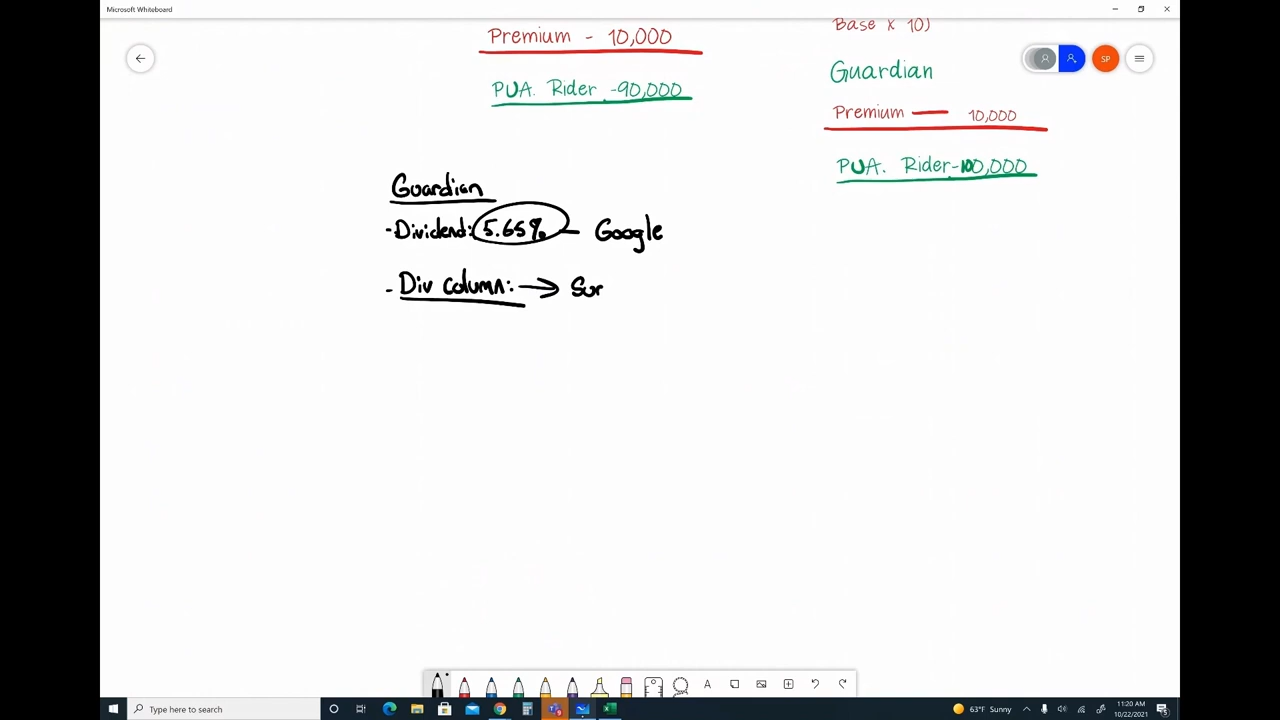 Microsoft Whiteboard
Premium - 10,000
PUA. Rider -90,000
Base x 10)
Guardian
Premium — 10,000
PUA. Rider-100,000
SP
Guardian
-Dividend: 5.65% — Google
- Div column: → Sur
A
Type here to search
63°F Sunny
11:20 AM
10/22/2021
5